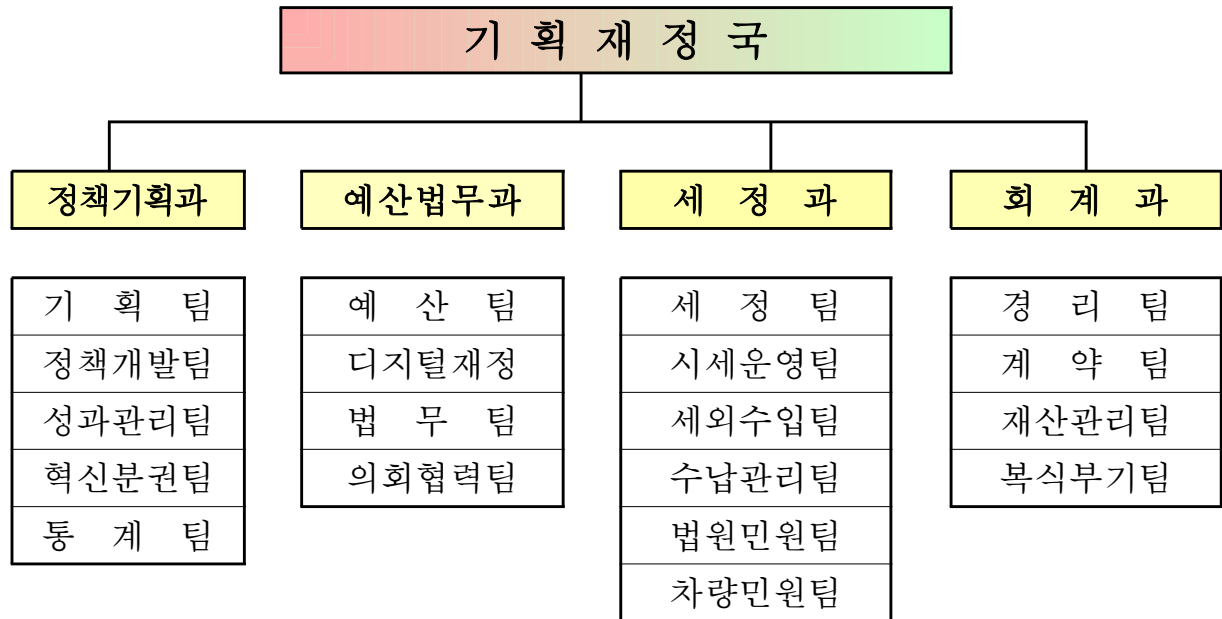 기 획 재 정 국
정책기획과
예산법무과
세 정 과
회 계 과
기 획 팀
정책개발팀
성과관리팀
혁신분권팀
통 계 팀
예 산 팀
디지털재정
법 무 팀
의회협력팀
세 정 팀
시세운영팀
세외수입팀
수납관리팀
법원민원팀
차량민원팀
경 리 팀
계 약 팀
재산관리팀
복식부기팀